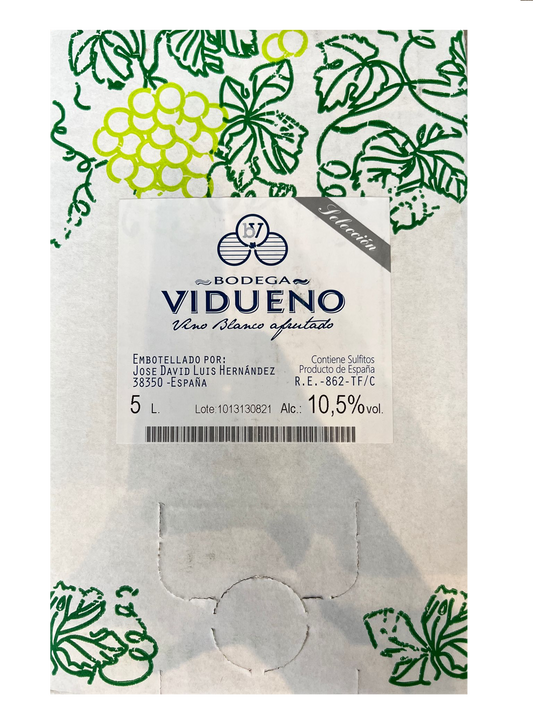 bV
Selección
~BODEGA~
VIDUENO
Vino Blanco afrutado
EMBOTELLADO POR:
JOSE DAVID LUIS HERNÁNDEZ
38350 -ESPAÑA
Contiene Sulfitos
Producto de España
R.E.-862-TF/C
5 L. Lote:1013130821 Alc.: 10,5%vol.